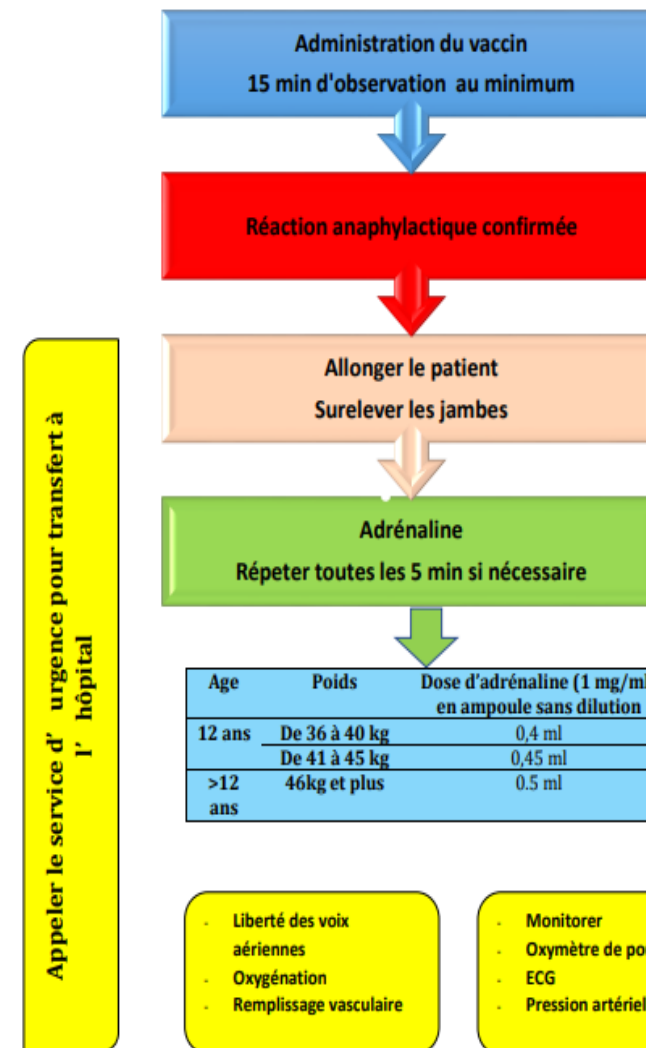 Administration du vaccin
15 min d'observation au minimum
Réaction anaphylactique confirmée
Allonger le patient
Surelever les jambes
Adrénaline
Répeter toutes les 5 min si nécessaire
Appeler le service d' urgence pour transfert à
l' hôpital
Age Poids Dose d'adrénaline (1 mg/ml
en ampoule sans dilution
12 ans De 36 à 40 kg 0,4 ml
De 41 à 45 kg 0,45 ml
>12 46kg et plus 0.5 ml
ans
- Liberté des voix
aériennes
- Oxygénation
- Remplissage vasculaire
- Monitorer
- Oxymètre de
- ECG
- Pression